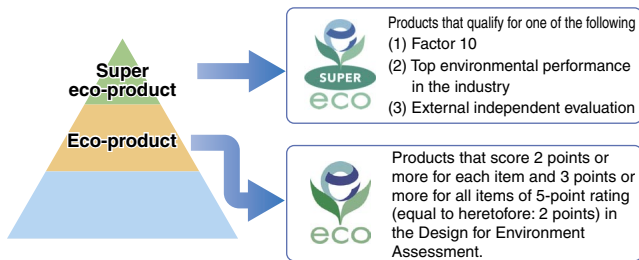 Super
eco-product
Eco-product
SUPER
eco
Products that qualify for one of the following
(1) Factor 10
(2) Top environmental performance
in the industry
(3) External independent evaluation
eco
Products that score 2 points or
more for each item and 3 points or
more for all items of 5-point rating
(equal to heretofore: 2 points) in
the Design for Environment
Assessment.